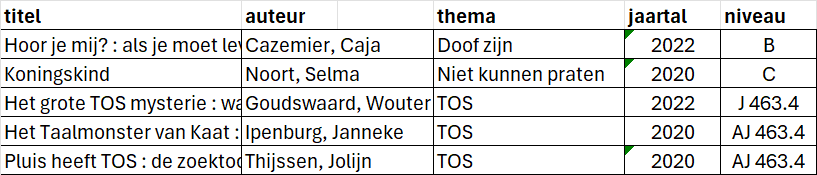 titel auteur thema jaartal niveau
Hoor je mij? : als je moet lev Cazemier, Caja Doof zijn 2022 B
Koningskind Noort, Selma Niet kunnen praten 2020 C
Het grote TOS mysterie : wa Goudswaard, Wouter TOS 2022 J 463.4
Het Taalmonster van Kaat : Ipenburg, Janneke TOS 2020 AJ 463.4
Pluis heeft TOS : de zoektoc Thijssen, Jolijn TOS 2020 AJ 463.4